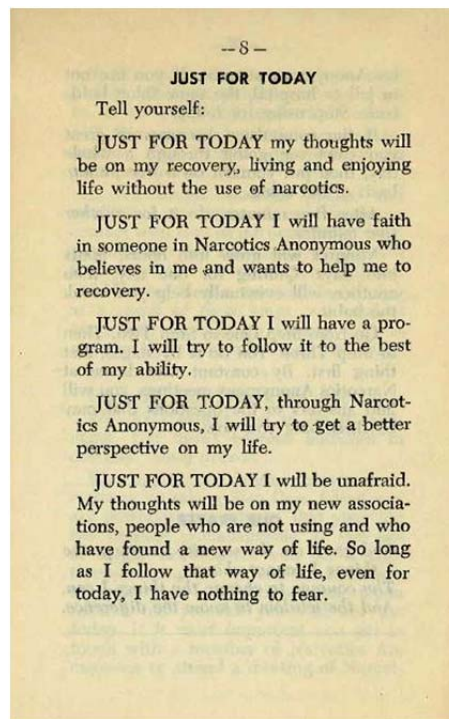 –8–
JUST FOR TODAY
Tell yourself:
JUST FOR TODAY my thoughts will
be on my recovery, living and enjoying
life without the use of narcotics.
JUST FOR TODAY I will have faith
in someone in Narcotics Anonymous who
believes in me and wants to help me to
recovery.
JUST FOR TODAY I will have a pro-
gram. I will try to follow it to the best
of my ability.
JUST FOR TODAY, through Narcot-
ics Anonymous, I will try to get a better
perspective on my life.
JUST FOR TODAY I will be unafraid.
My thoughts will be on my new associa-
tions, people who are not using and who
have found a new way of life. So long
as I follow that way of life, even for
today, I have nothing to fear.